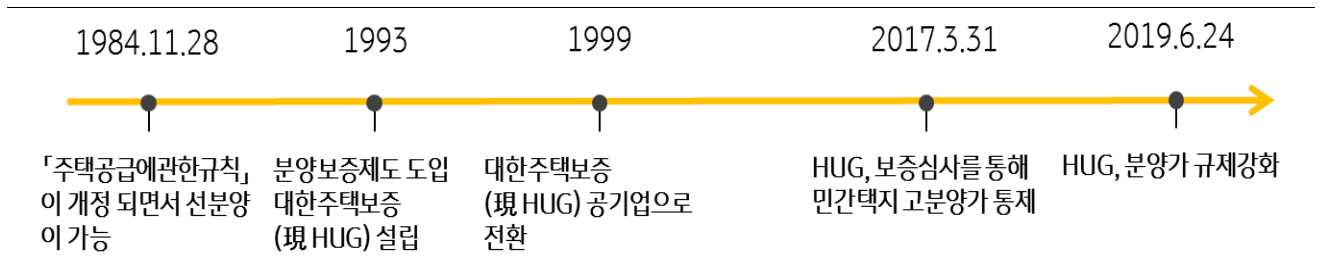 1984.11.28
1993
1999
2017.3.31
2019.6.24
「주택공급에관한규칙」
이 개정 되면서 선분양
이 가능
분양보증제도 도입
대한주택보증
(現 HUG) 설립
대한주택보증
(現 HUG) 공기업으로
전환
HUG, 보증심사를 통해
민간택지 고분양가 통제
HUG, 분양가 규제강화